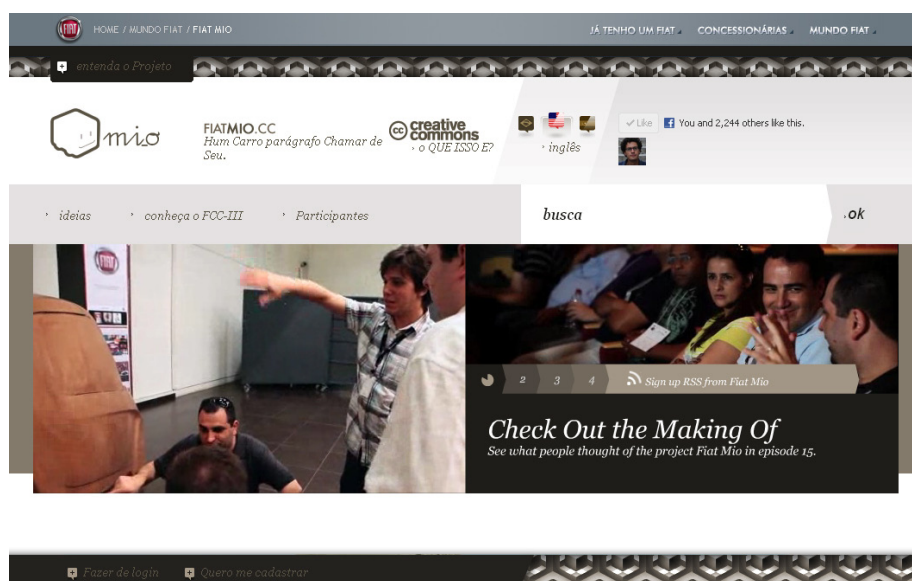 FIAT HOME / MUNDO FIAT / FIAT MIO
JÁ TENHO UM FIAT CONCESSIONÁRIAS MUNDO FIAT
entenda o Projeto
mio
FIATMIO.CC
Hum Carro parágrafo Chamar de
Seu.
cc creative
commons
o QUE ISSO E?
inglês
Like You and 2,244 others like this.
ideias conheça o FCC-III Participantes
busca
ok
2 3 4 Sign up RSS from Fiat Mio
Check Out the Making Of
See what people thought of the project Fiat Mio in episode 15.
Fazer de login Quero me cadastrar